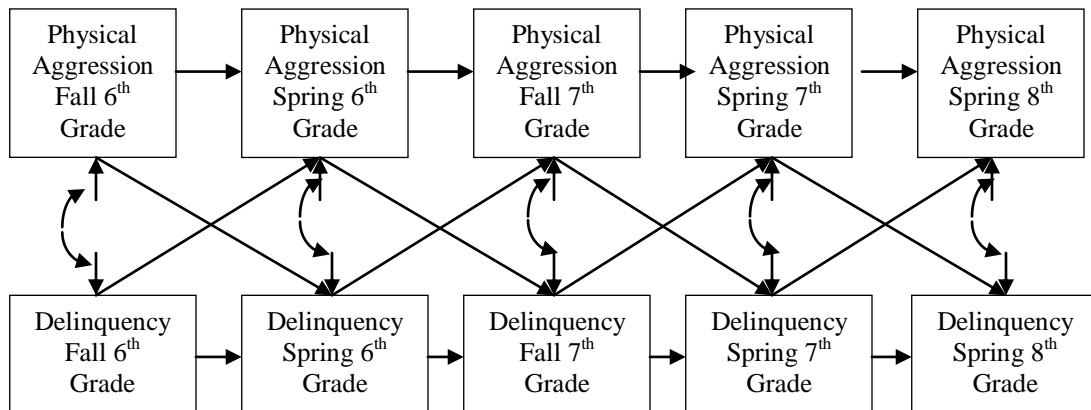 Physical
Aggression
Fall 6th
Grade
Physical
Aggression
Spring 6th
Grade
Physical
Aggression
Fall 7th
Grade
Physical
Aggression
Spring 7th
Grade
Physical
Aggression
Spring 8th
Grade
Delinquency
Fall 6th
Grade
Delinquency
Spring 6th
Grade
Delinquency
Fall 7th
Grade
Delinquency
Spring 7th
Grade
Delinquency
Spring 8th
Grade